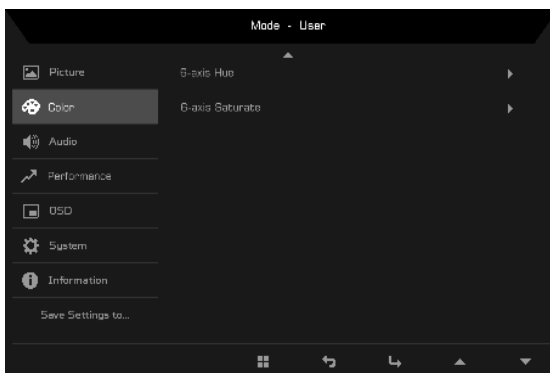 Mode - User
Picture
6-axis Hue
Color
6-axis Saturate
Audio
Performance
OSD
System
Information
Save Settings to...